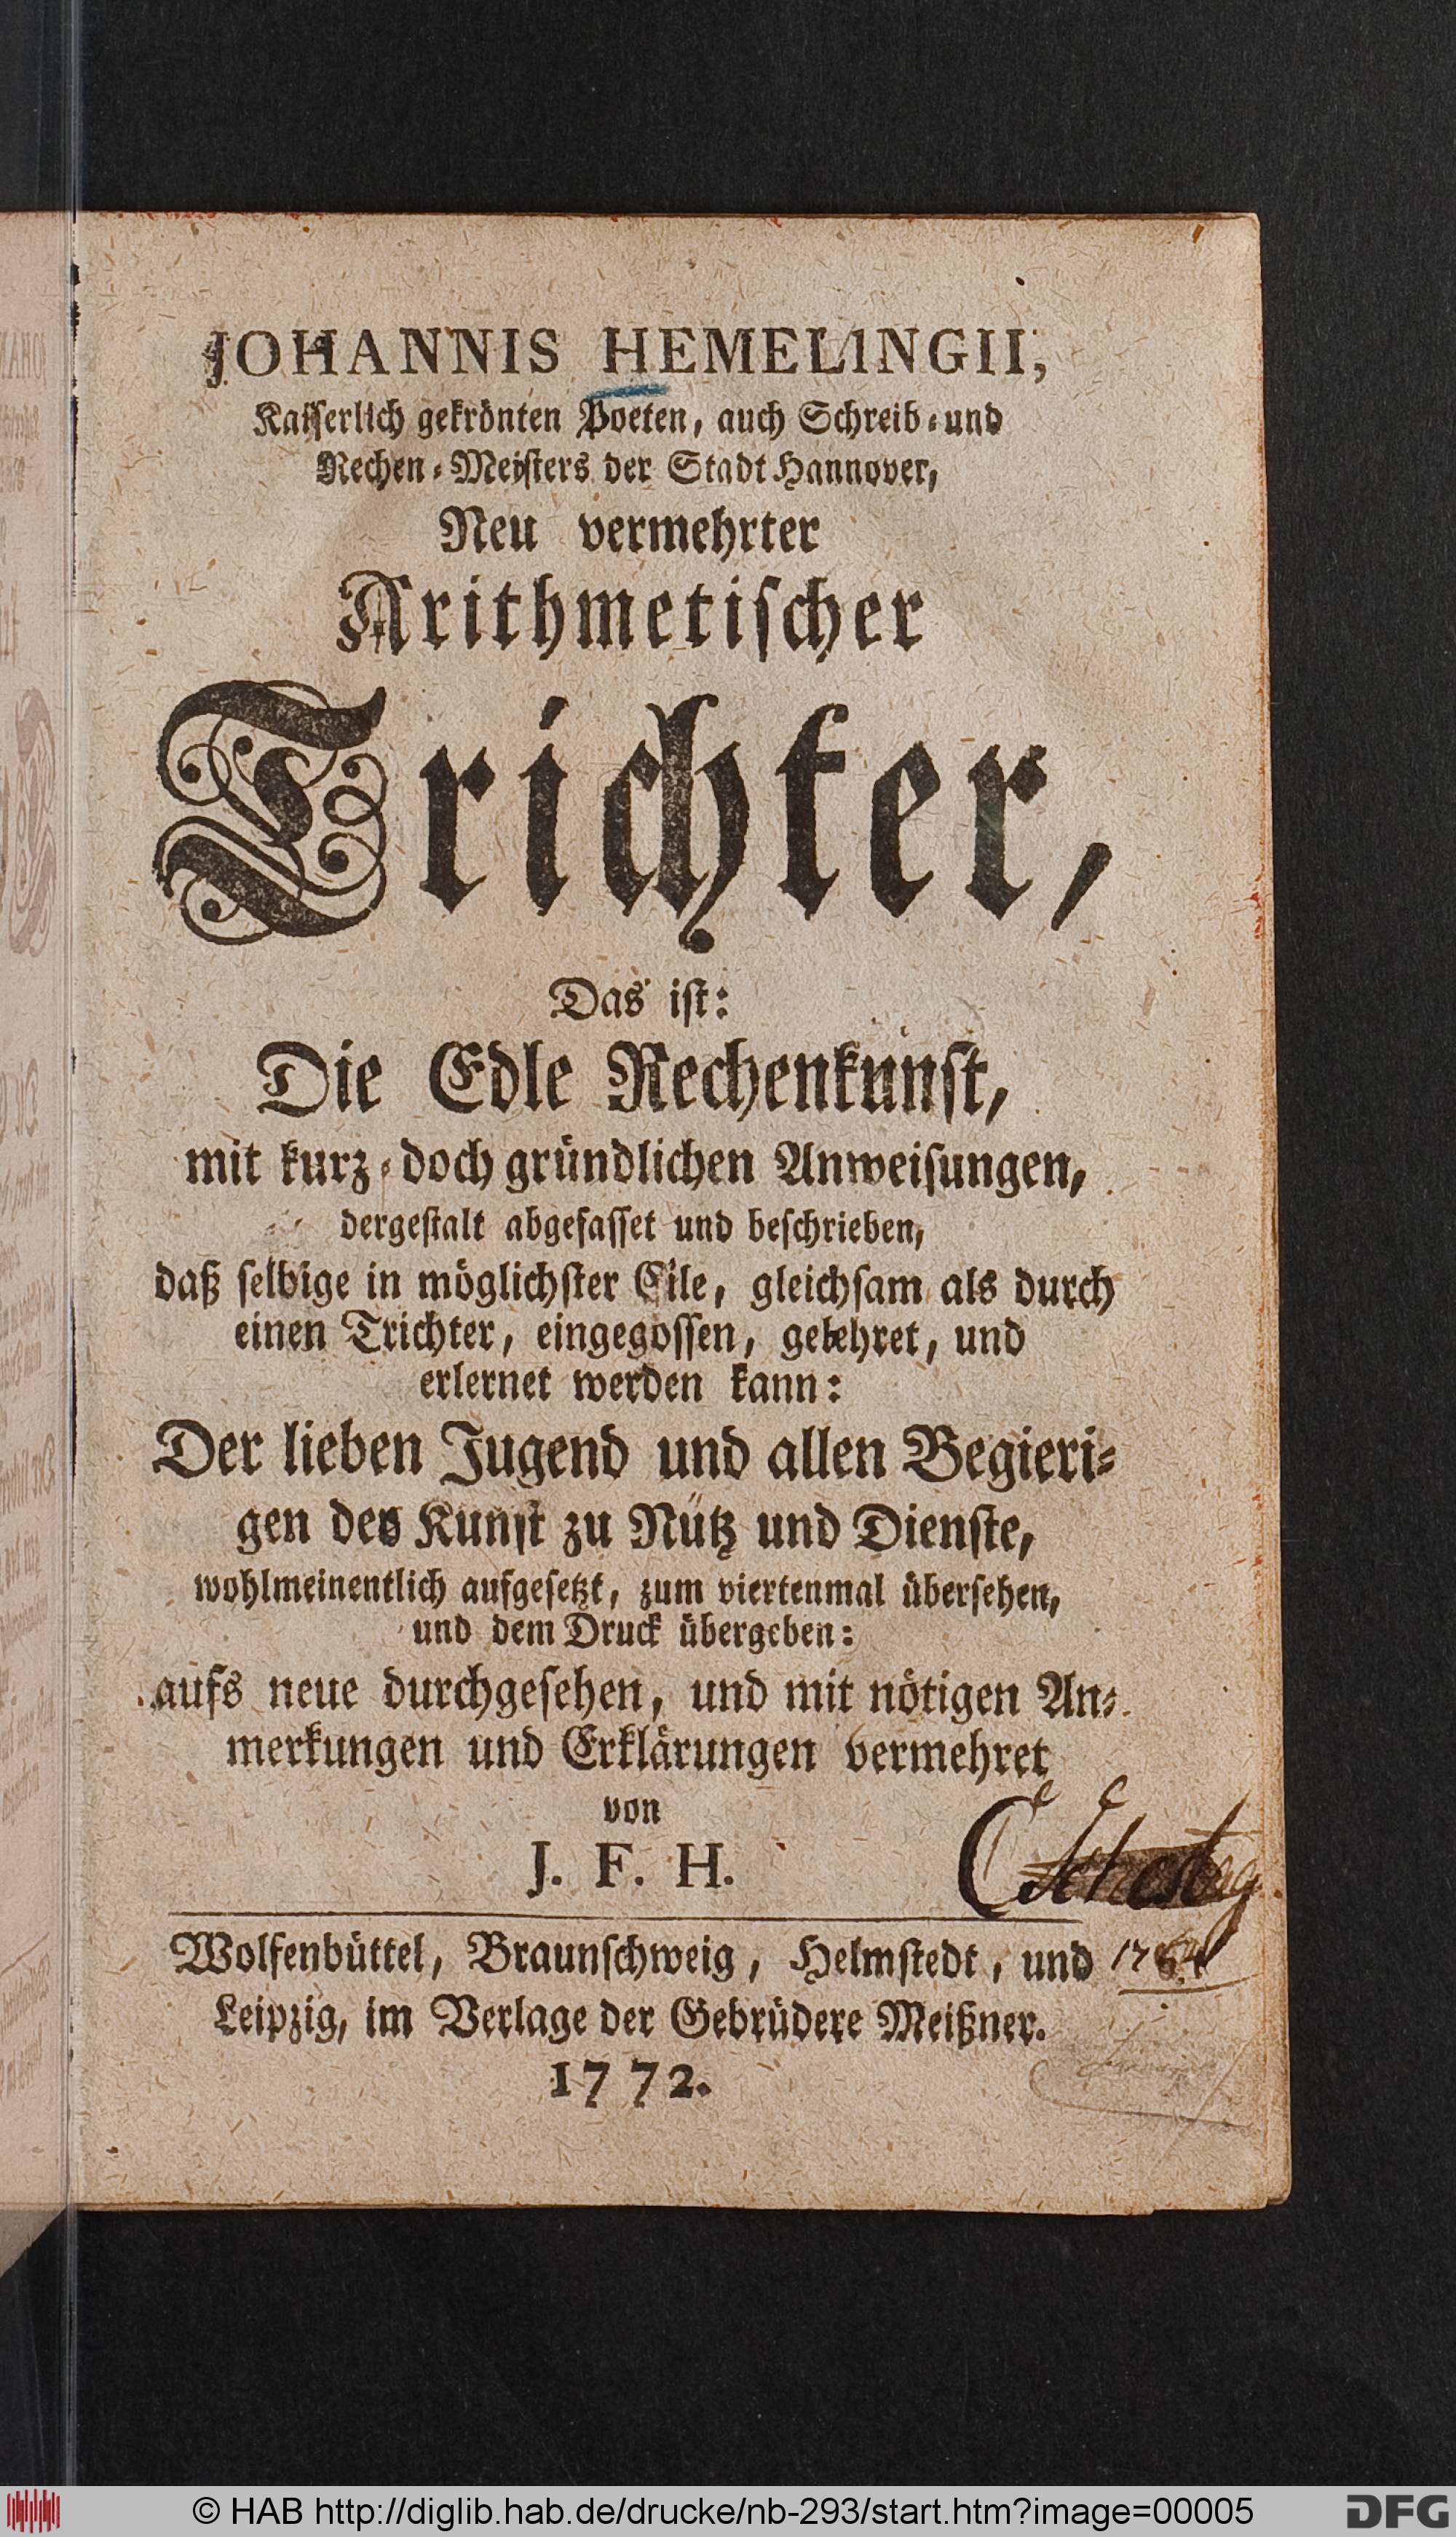 JOHANNIS HEMELINGII,
Kaiſerlich gekrönten Poeten, auch Schreib-und
Rechen-Meiſters der Stadt Hannover,
Neu vermehrter
Arithmetiſcher
Trichter,
Das iſt:
Die Edle Rechenkunſt,
mit kurz-doch gründlichen Anweiſungen,
dergeſtalt abgefaſſet und beſchrieben,
daß ſelbige in möglichſter Eile, gleichſam als durch
einen Trichter, eingegoſſen, gelehret, und
erlernet werden kann:
Der lieben Jugend und allen Begieri-
gen der Kunſt zu Nutz und Dienſte,
wohlmeinentlich aufgeſetzt, zum viertenmal überſehen,
und dem Druck übergeben:
aufs neue durchgeſehen, und mit nötigen An-
merkungen und Erklärungen vermehret
von
J. F. H.
Wolfenbüttel, Braunſchweig, Helmſtedt, und
Leipzig, im Verlage der Gebrüdere Meißner.
1772.
© HAB http://diglib.hab.de/drucke/nb-293/start.htm?image=00005
DFG